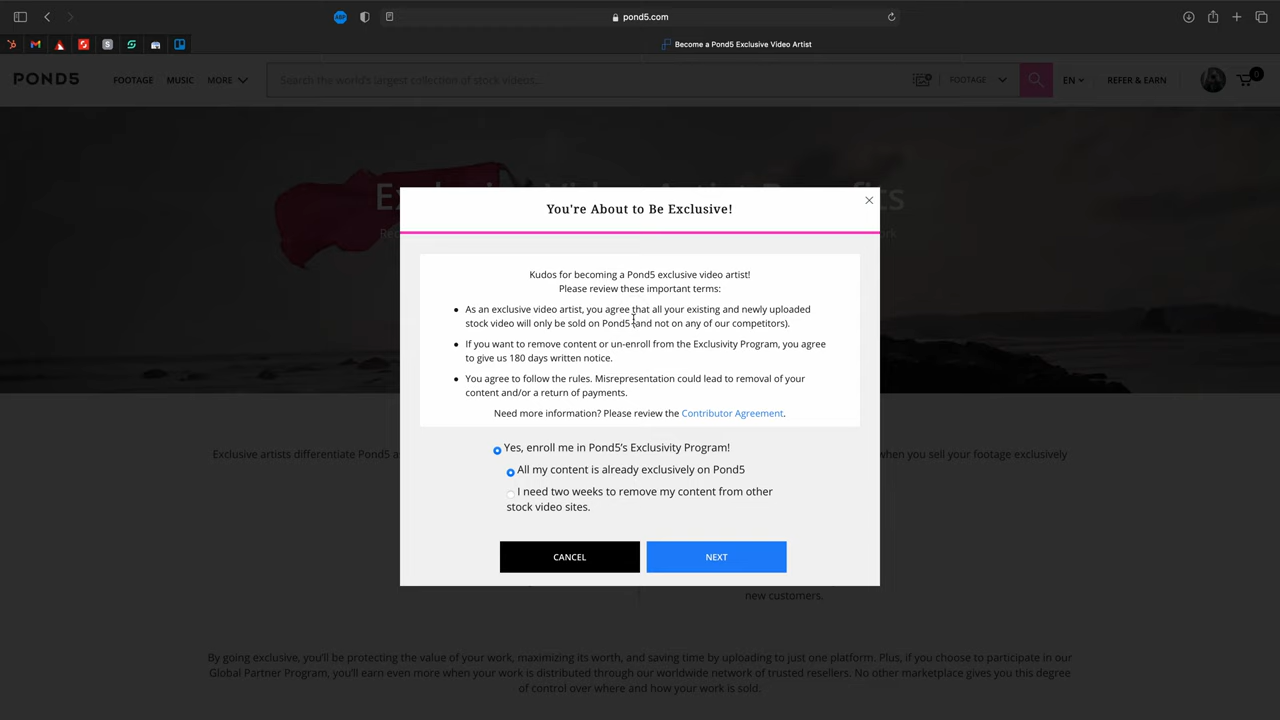 pond5.com
Become a Pond5 Exclusive Video Artist
POND5 FOOTAGE MUSIC MORE Search the world's largest collection of stock videos... FOOTAGE EN REFER & EARN 0
You're About to Be Exclusive!
Kudos for becoming a Pond5 exclusive video artist!
Please review these important terms:
As an exclusive video artist, you agree that all your existing and newly uploaded
stock video will only be sold on Pond5 (and not on any of our competitors).
If you want to remove content or un-enroll from the Exclusivity Program, you agree
to give us 180 days written notice.
You agree to follow the rules. Misrepresentation could lead to removal of your
content and/or a return of payments.
Need more information? Please review the Contributor Agreement.
Yes, enroll me in Pond5's Exclusivity Program!
All my content is already exclusively on Pond5
I need two weeks to remove my content from other
stock video sites.
CANCEL NEXT
Exclusive artists differentiate Pond5 when you sell your footage exclusively
new customers.
By going exclusive, you'll be protecting the value of your work, maximizing its worth, and saving time by uploading to just one platform. Plus, if you choose to participate in our
Global Partner Program, you'll earn even more when your work is distributed through our worldwide network of trusted resellers. No other marketplace gives you this degree
of control over where and how your work is sold.